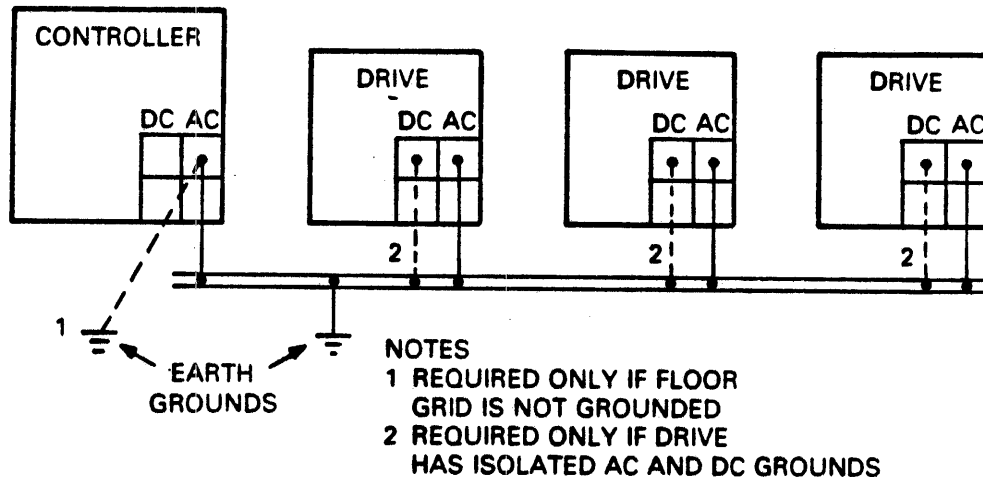 CONTROLLER
DC AC
DRIVE
DC AC
2
DRIVE
DC AC
2
DRIVE
DC AC
2
1
EARTH
GROUNDS
NOTES
1 REQUIRED ONLY IF FLOOR
GRID IS NOT GROUNDED
2 REQUIRED ONLY IF DRIVE
HAS ISOLATED AC AND DC GROUNDS